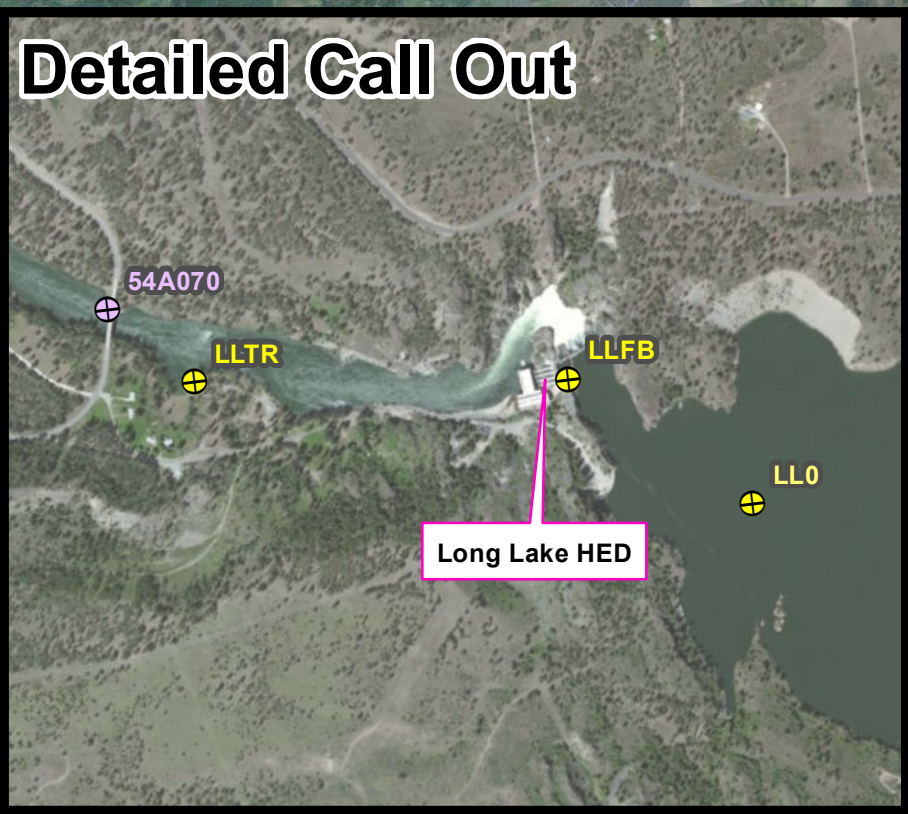 Detailed Call Out
54A070
LLTR
LLFB
LL0
Long Lake HED